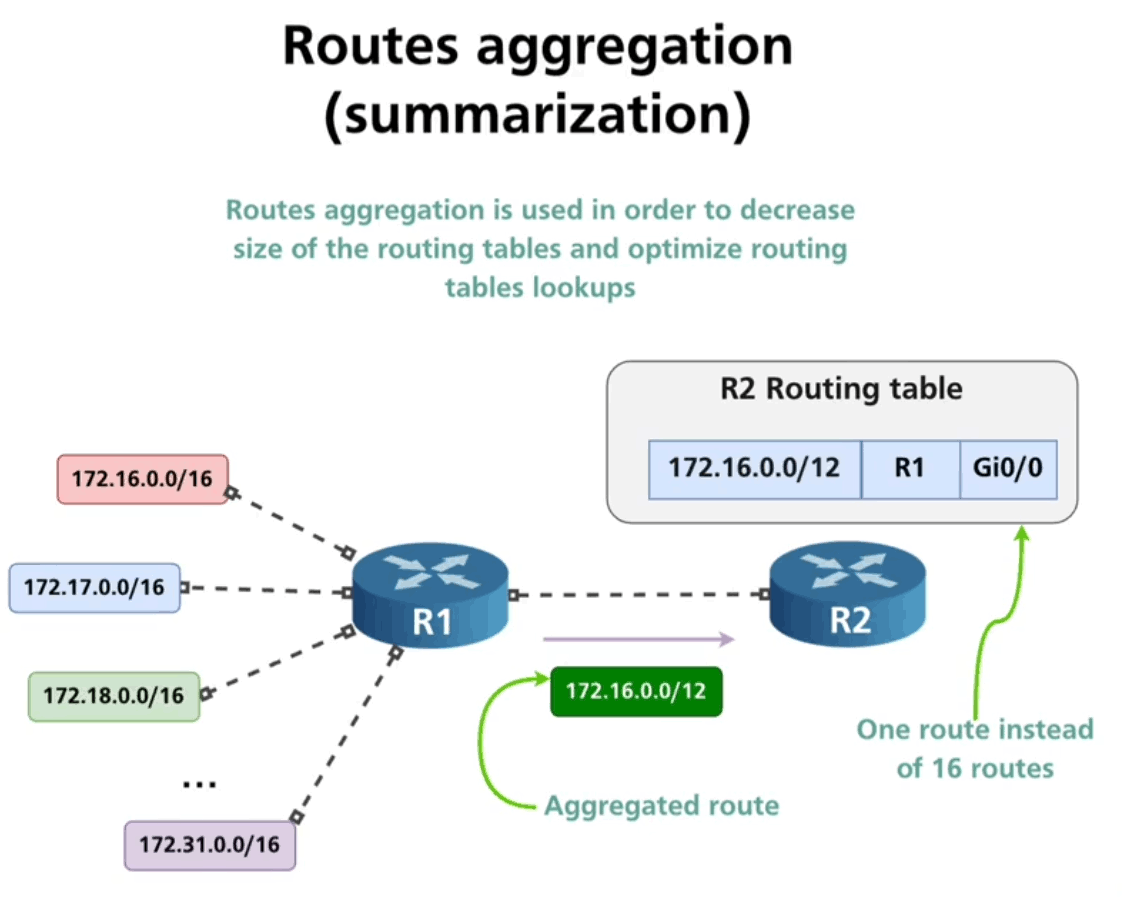 Routes aggregation
(summarization)
Routes aggregation is used in order to decrease
size of the routing tables and optimize routing
tables lookups
R2 Routing table
172.16.0.0/12 R1 Gi0/0
172.16.0.0/16
172.17.0.0/16
172.18.0.0/16
...
172.31.0.0/16
R1
R2
172.16.0.0/12
Aggregated route
One route instead
of 16 routes